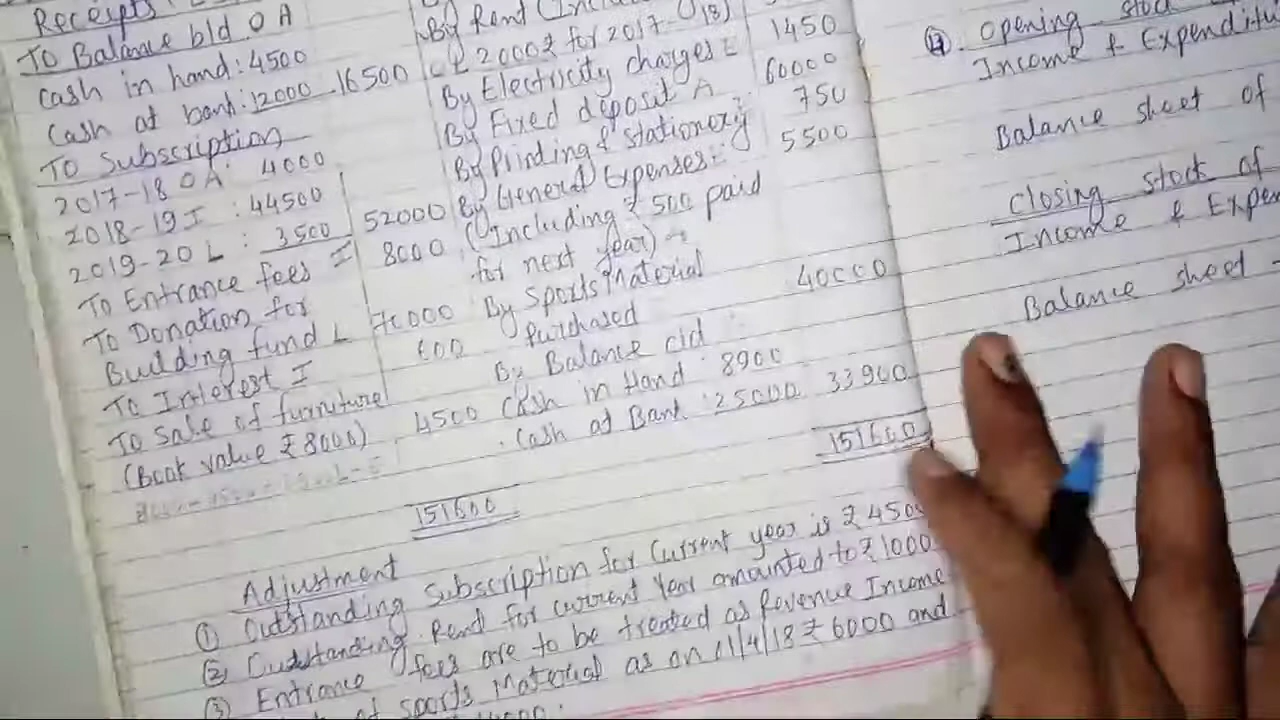 Receipts
To Balance b/d O A
Cash in hand: 4500
Cash at bank: 12000 16500
To Subscription
2017-18 O A: 4000
2018-19 I : 44500
2019-20 L : 3500 52000
To Entrance fees I 8000
To Donation for
Building fund L 70000
To Interest I 600
To Sale of furniture
(Book value ₹ 8000) 4500
151600
By Rent
2000₹ for 2017-18)
By Electricity charges = 1450
By Fixed deposit A 60000
By Printing & stationery 750
By General Expenses:- 5500
(Including ₹ 500 paid
for next year)
By Sports Material
Purchased 40000
By Balance c/d :
Cash in Hand : 8900
Cash at Bank : 25000 33900
151600
Adjustment
① Outstanding Subscription for Current year is ₹ 450
② Outstanding Rent for current Year amounted to ₹ 1000
③ Entrance fees are to be treated as Revenue Income
of sports Material as on 1/4/18 ₹ 6000 and
④. Opening stock
Income & Expenditu
Balance sheet of
Closing stock of
Income & Expen
Balance sheet -